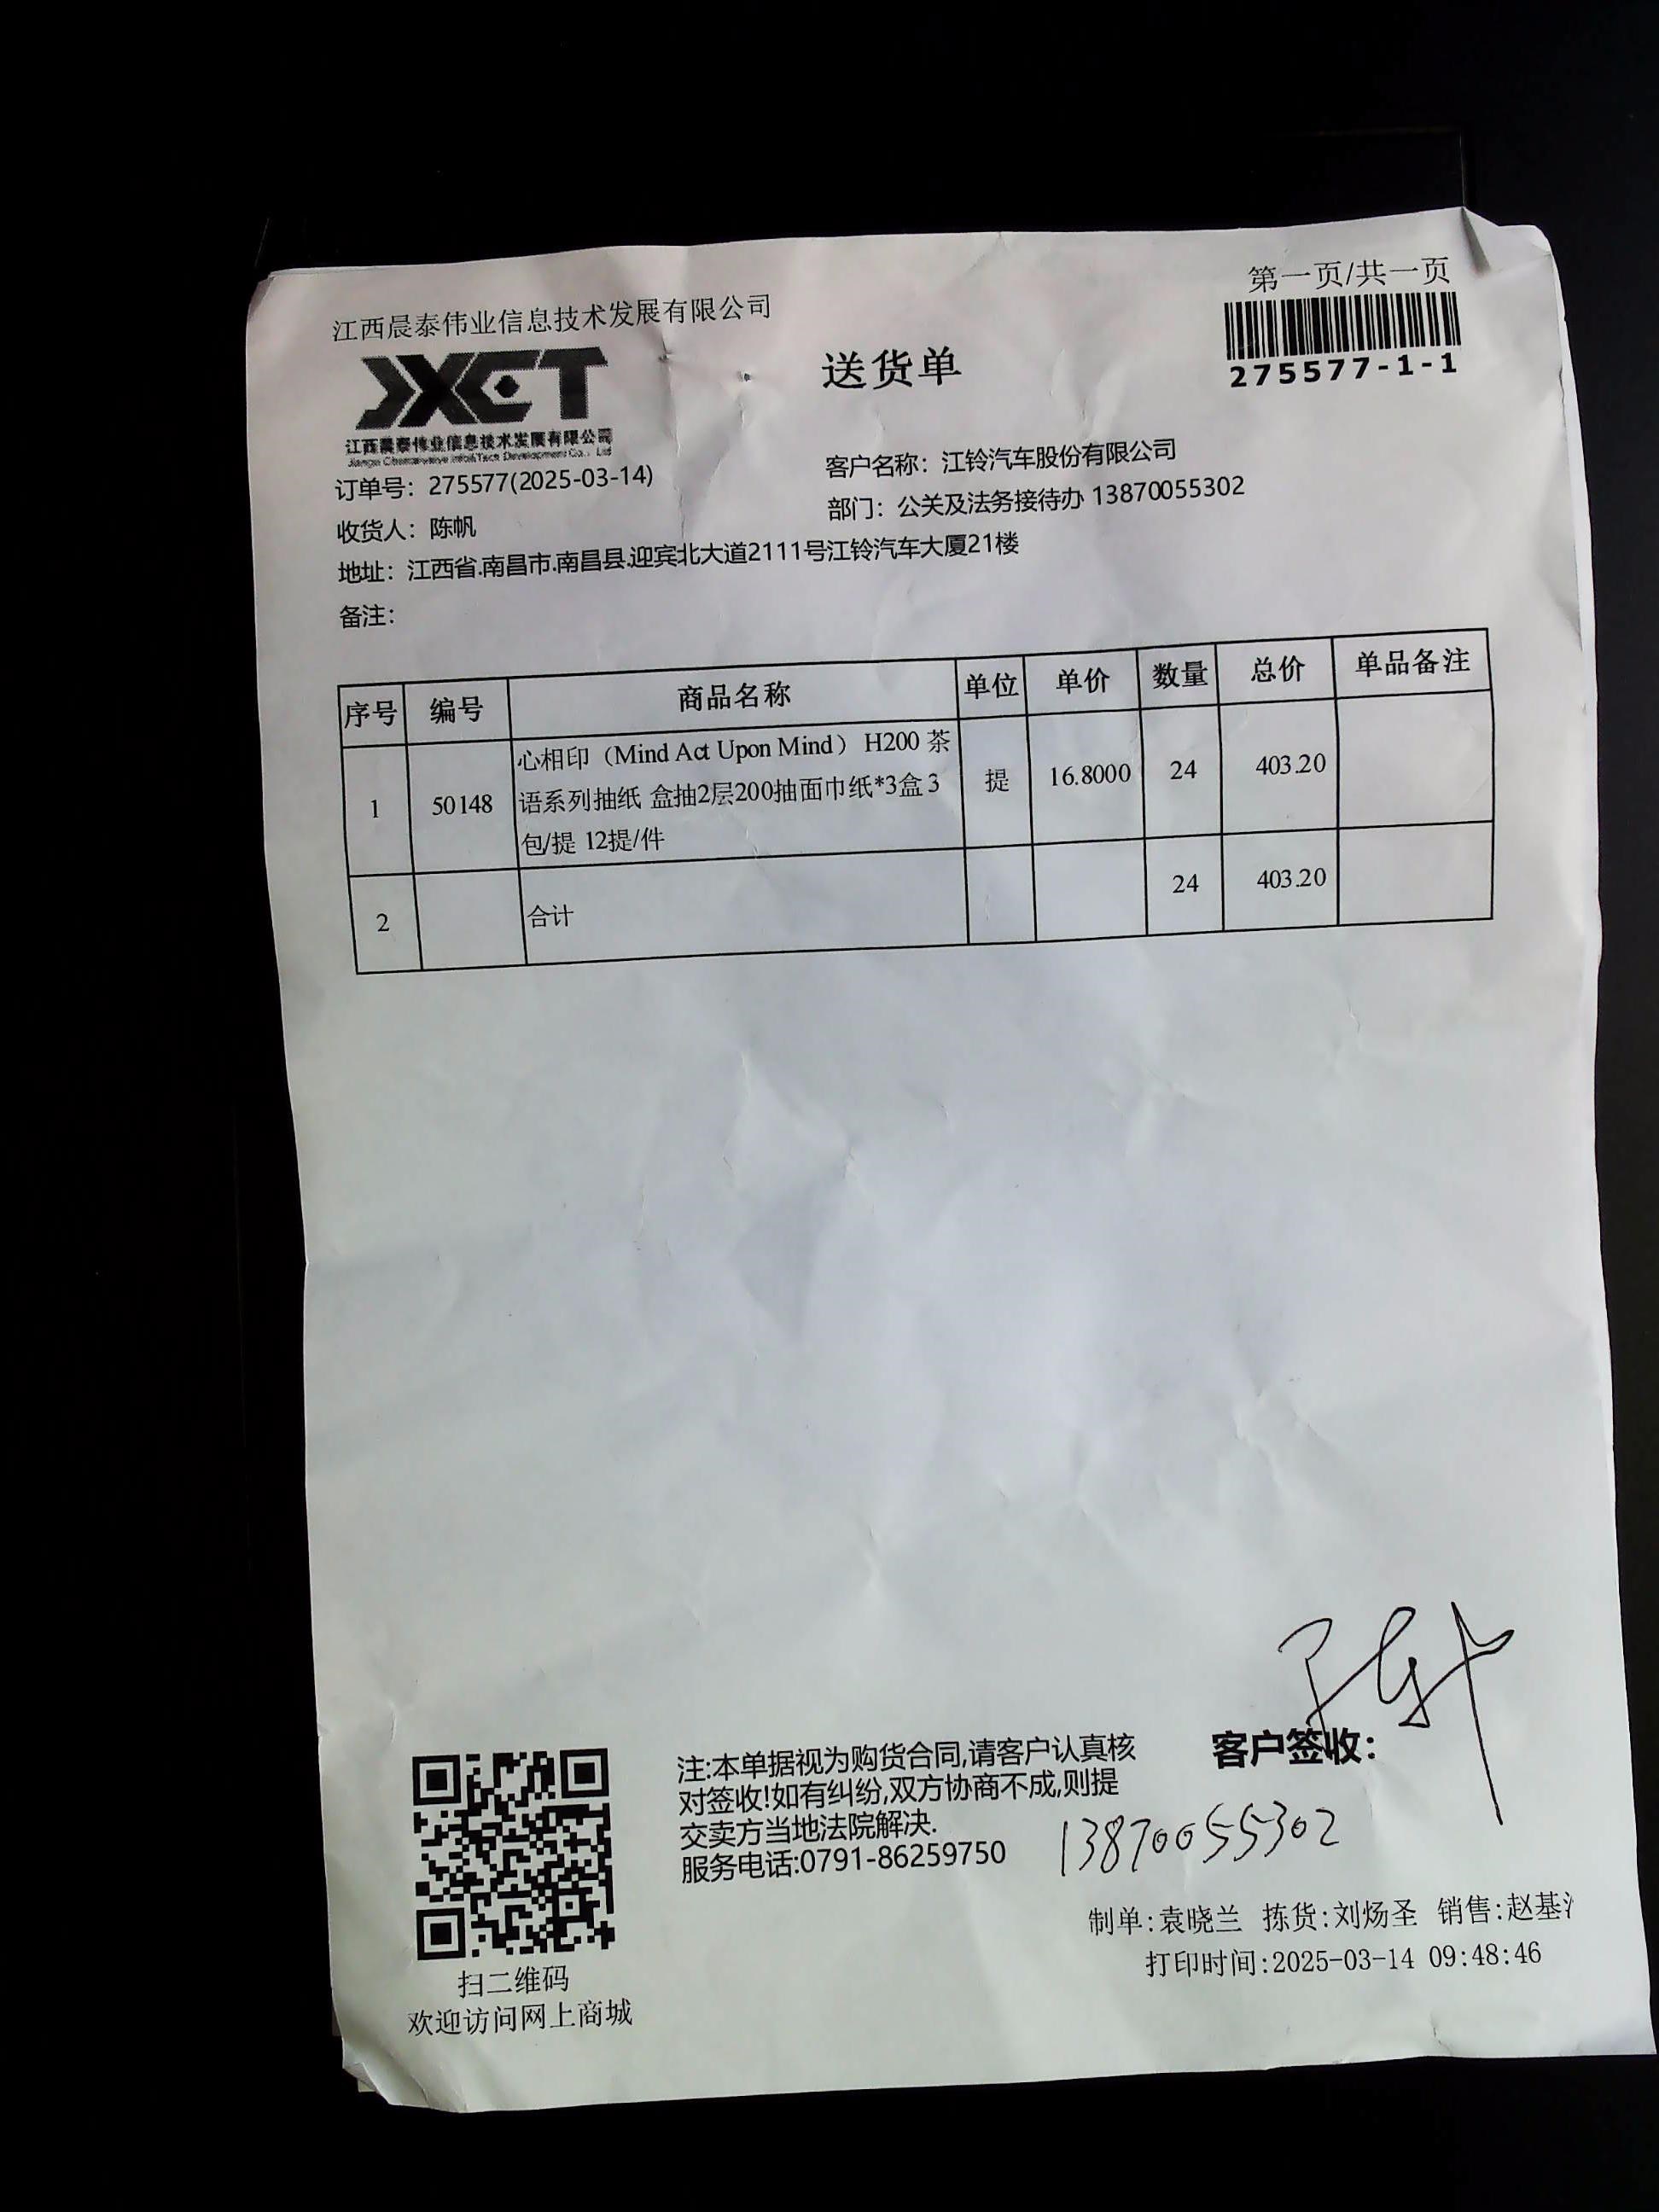 第一页/共一页
江西晨泰伟业信息技术发展有限公司
275577-1-1
JXCT
送货单
江西晨泰伟业信息技术发展有限公司
订单号：275577(2025-03-14)
客户名称：江铃汽车股份有限公司
收货人：陈帆
部门：公关及法务接待办 13870055302
地址：江西省.南昌市.南昌县.迎宾北大道2111号江铃汽车大厦21楼
备注：
序号 编号 商品名称 单位 单价 数量 总价 单品备注
1 50148 心相印（Mind Act Upon Mind） H200 茶
语系列抽纸 盒抽2层200抽面巾纸*3盒 3
包/提 12提/件 提 16.8000 24 403.20
2 合计 24 403.20
注:本单据视为购货合同,请客户认真核
对签收!如有纠纷,双方协商不成,则提
交卖方当地法院解决.
服务电话:0791-86259750
客户签收：
13870055302
制单:袁晓兰 拣货:刘炀圣 销售:赵基
打印时间:2025-03-14 09:48:46
扫二维码
欢迎访问网上商城